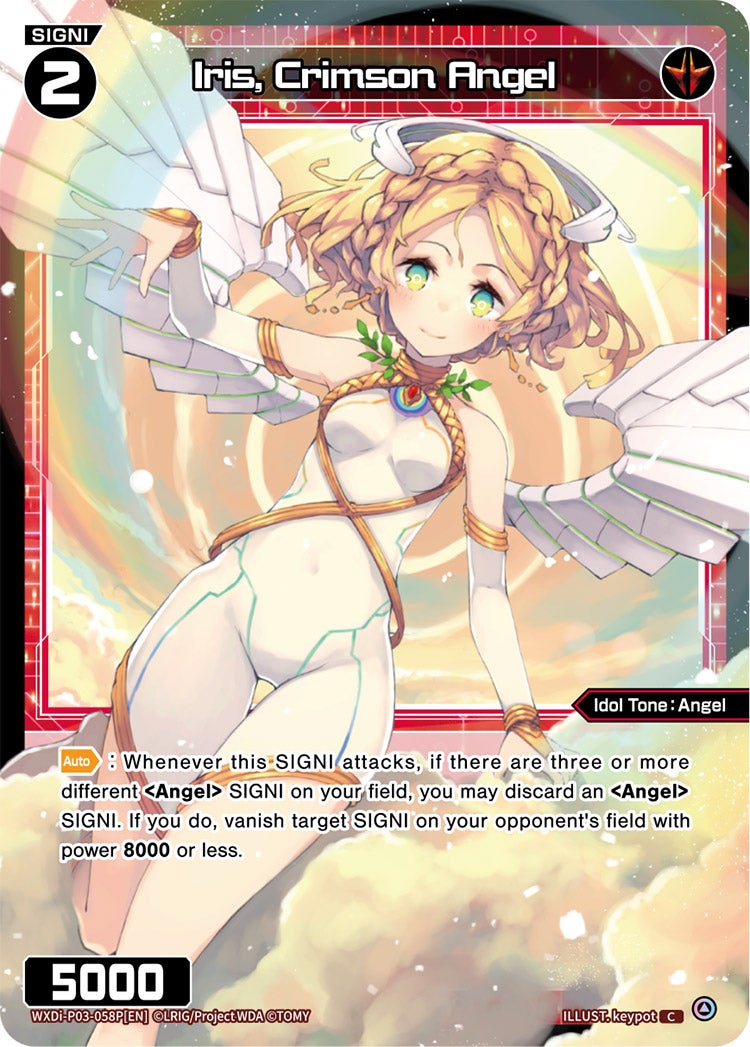 SIGNI
2
Iris, Crimson Angel
Idol Tone:Angel
Auto : Whenever this SIGNI attacks, if there are three or more
different <Angel> SIGNI on your field, you may discard an <Angel>
SIGNI. If you do, vanish target SIGNI on your opponent's field with
power 8000 or less.
5000
WXDi-P03-058P[EN] ©LRIG/Project WDA ©TOMY
ILLUST. keypot C